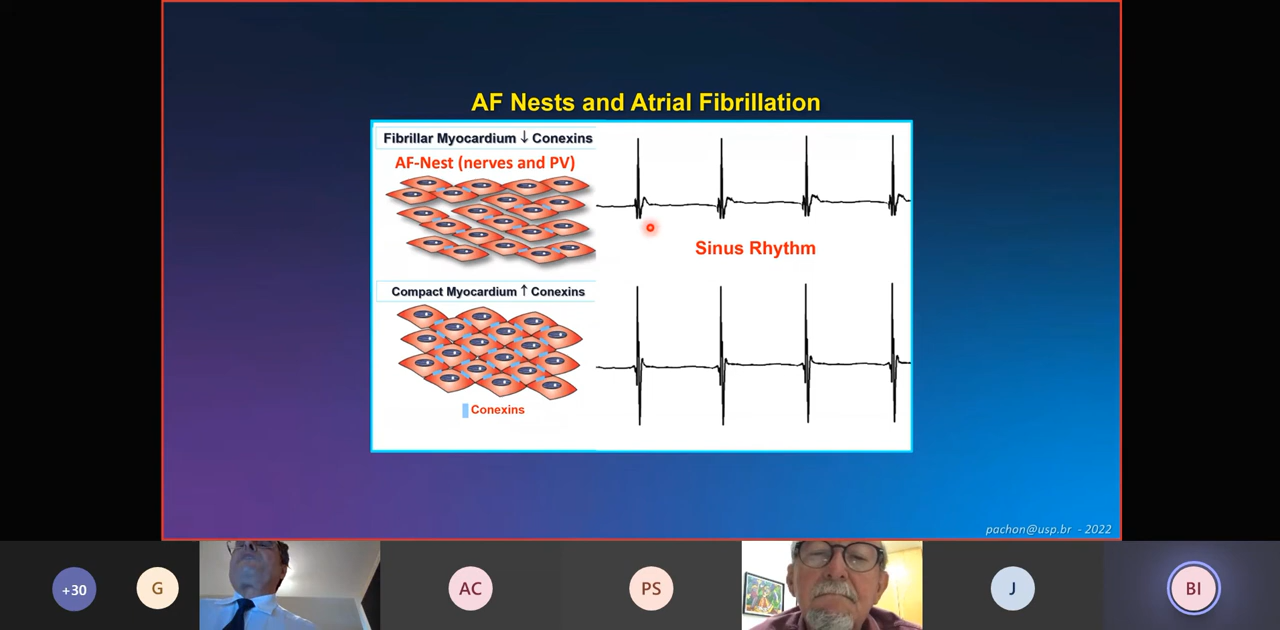 AF Nests and Atrial Fibrillation
Fibrillar Myocardium ↓ Conexins
AF-Nest (nerves and PV)
Sinus Rhythm
Compact Myocardium ↑ Conexins
Conexins
pachon@usp.br - 2022
+30
G
AC
PS
J
BI